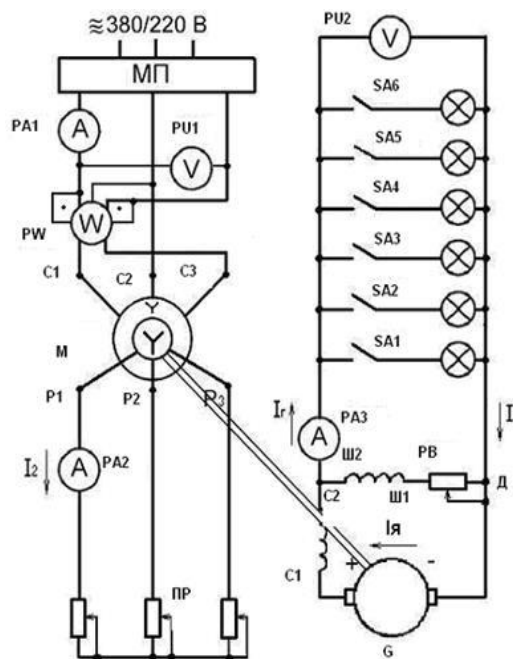 ≈380/220 В
МП
PA1
A
PU1
V
PW
W
C1
C2
C3
Y
Y
М
P1
P2
P3
I2
A
PA2
ПР
PU2
V
SA6
SA5
SA4
SA3
SA2
SA1
Iг
A
PA3
I
Ш2
РВ
Д
C2
Ш1
Iя
C1
+
-
G